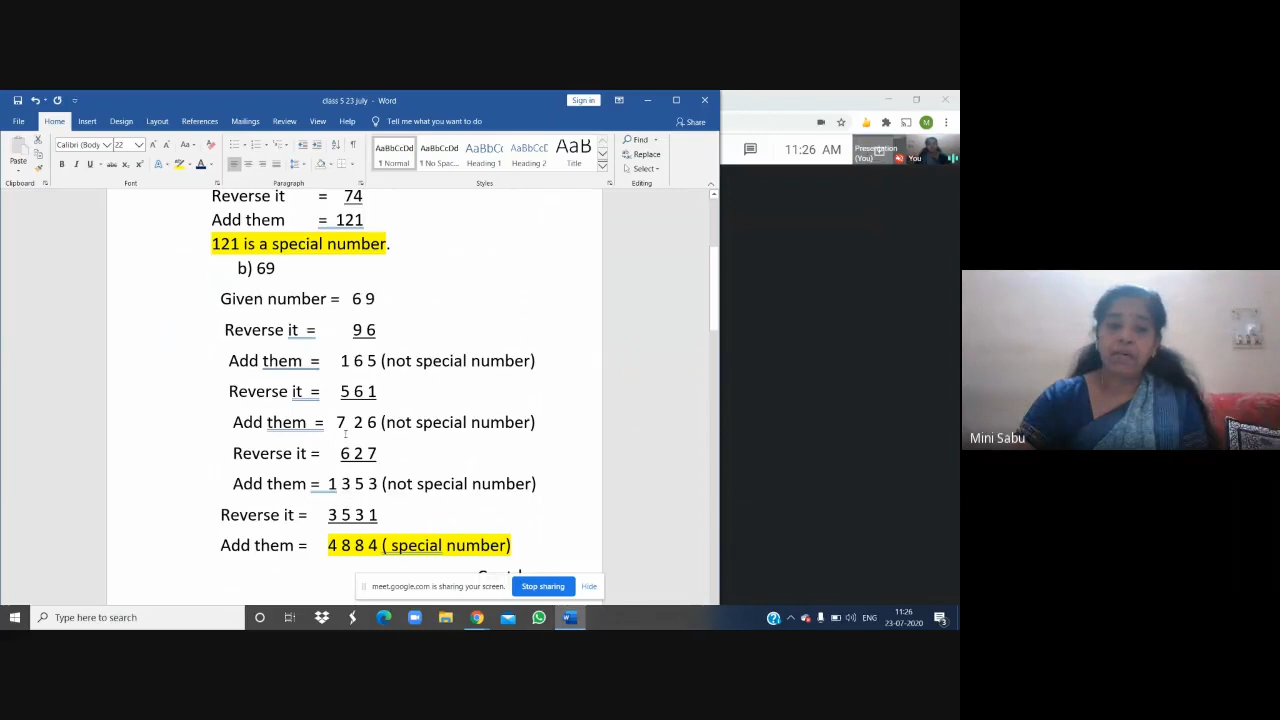 class 5 23 july - Word
Sign in
File Home Insert Design Layout References Mailings Review View Help Tell me what you want to do Share
Paste
Calibri (Body) 22
AaBbCcDd AaBbCcDd AaBbC AaBbCcD AaB
1 Normal 1 No Spac... Heading 1 Heading 2 Title
Find
Replace
Select
Clipboard Font Paragraph Styles Editing
11:26 AM
Presentation (You)
You
M
Reverse it = 74
Add them = 121
121 is a special number.
b) 69
Given number = 6 9
Reverse it = 9 6
Add them = 1 6 5 (not special number)
Reverse it = 5 6 1
Add them = 7 2 6 (not special number)
Reverse it = 6 2 7
Add them = 1 3 5 3 (not special number)
Reverse it = 3 5 3 1
Add them = 4 8 8 4 ( special number)
meet.google.com is sharing your screen. Stop sharing Hide
Type here to search
ENG
11:26
23-07-2020
Mini Sabu